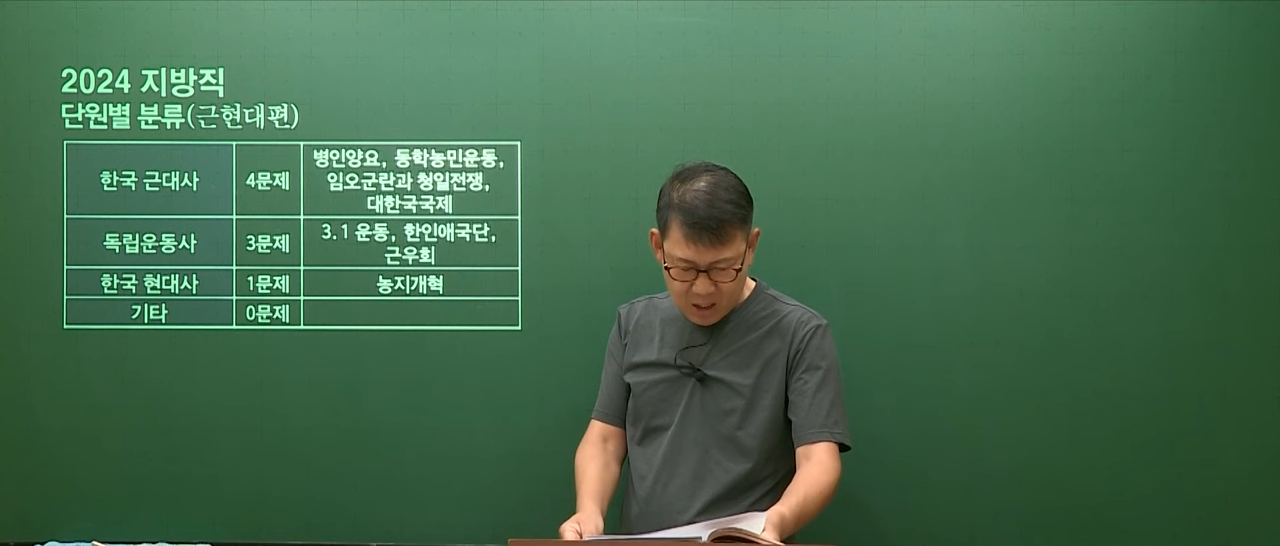 2024 지방직
단원별 분류(근현대편)
한국 근대사 4문제 병인양요, 동학농민운동,
임오군란과 청일전쟁,
대한국국제
독립운동사 3문제 3.1 운동, 한인애국단,
근우회
한국 현대사 1문제 농지개혁
기타 0문제